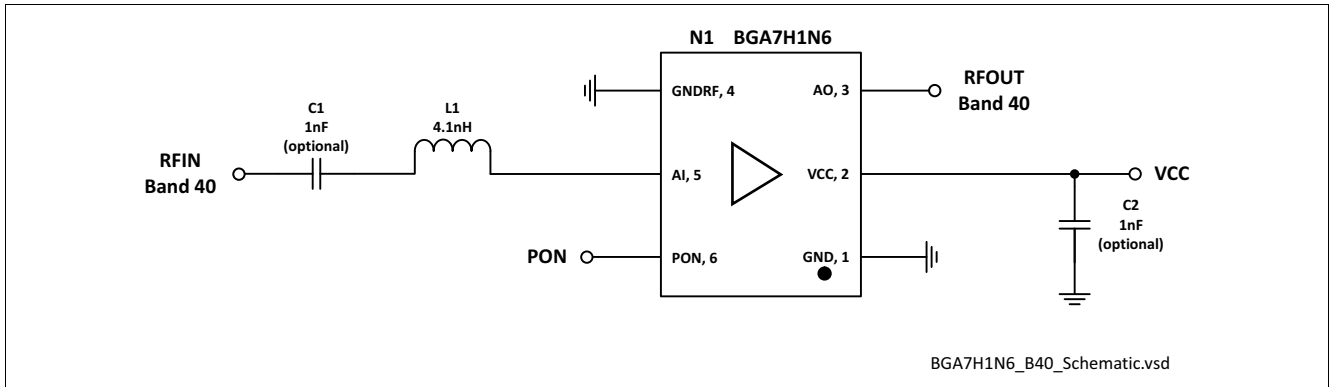 N1 BGA7H1N6
GNDRF, 4
AO, 3
RFOUT
Band 40
C1
1nF
(optional)
L1
4.1nH
RFIN
Band 40
AI, 5
VCC, 2
VCC
C2
1nF
(optional)
PON
PON, 6
GND, 1
BGA7H1N6_B40_Schematic.vsd